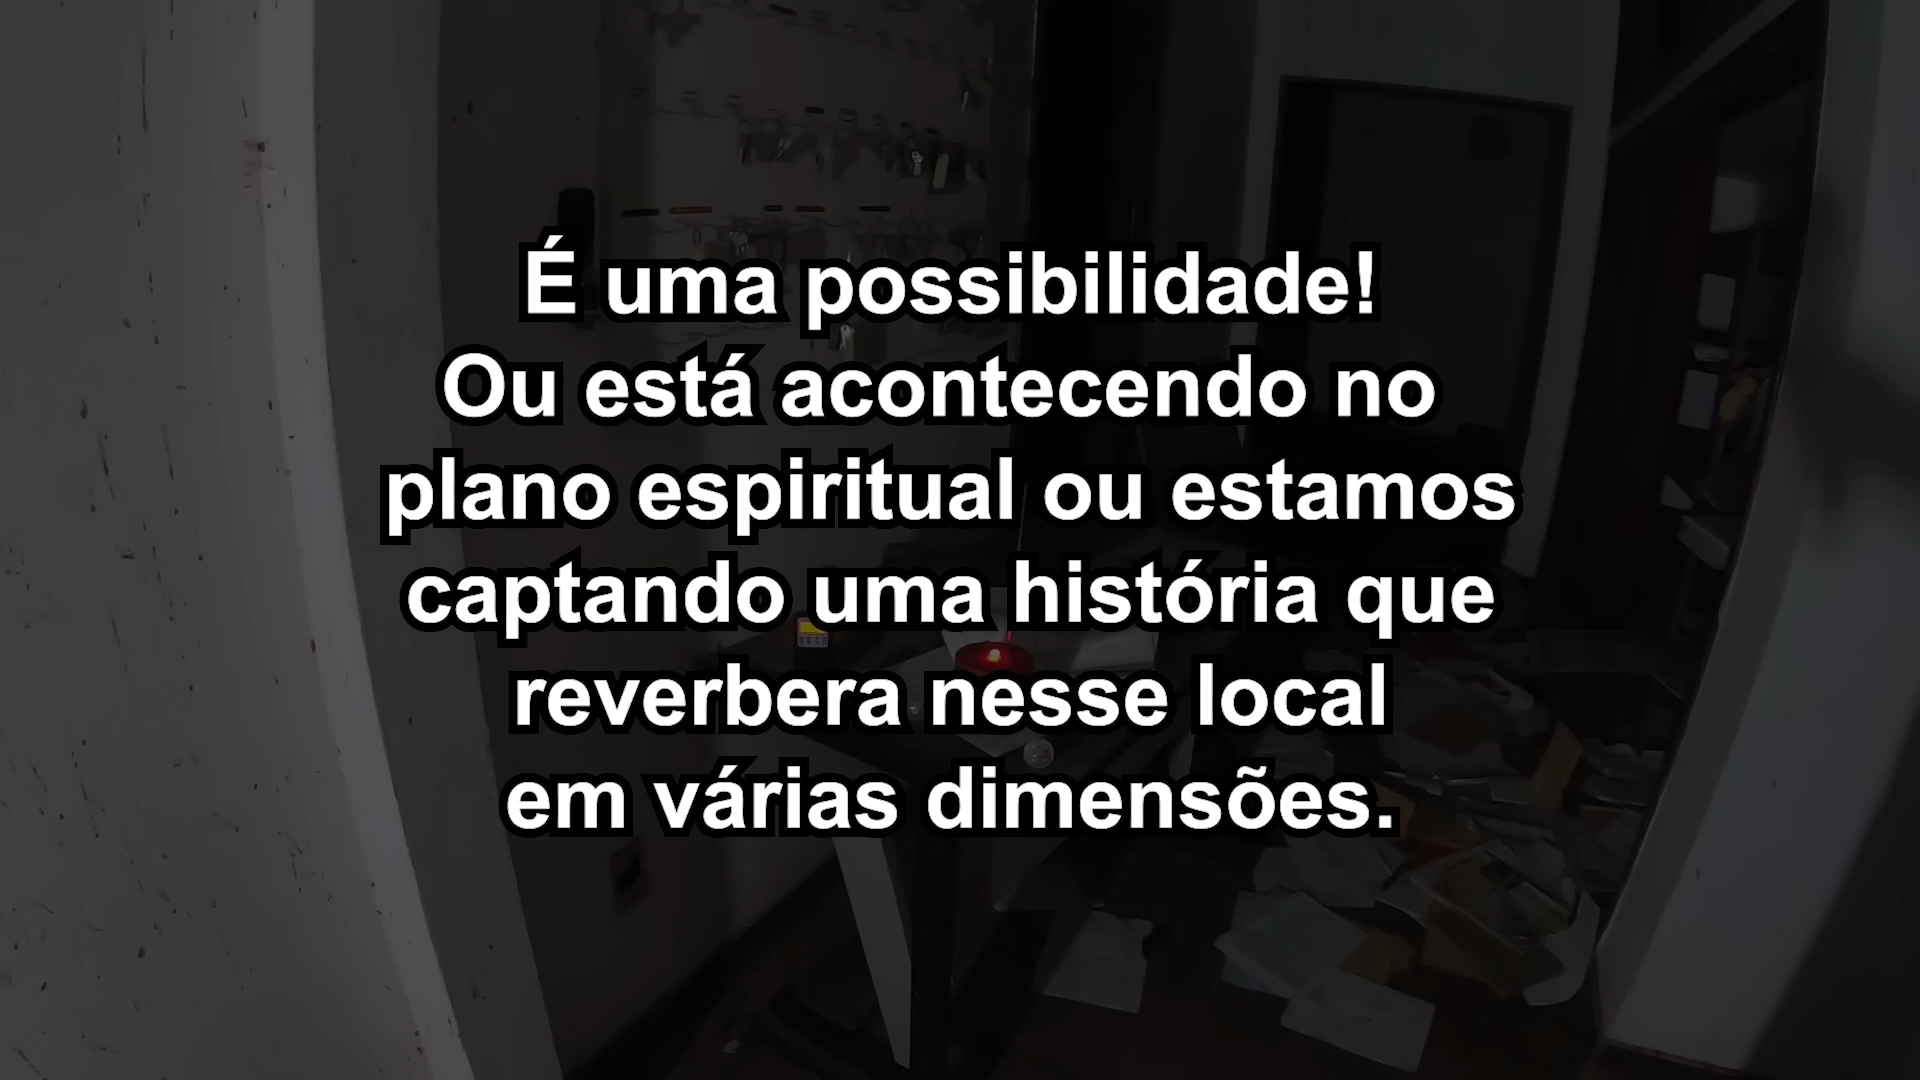 É uma possibilidade!
Ou está acontecendo no
plano espiritual ou estamos
captando uma história que
reverbera nesse local
em várias dimensões.